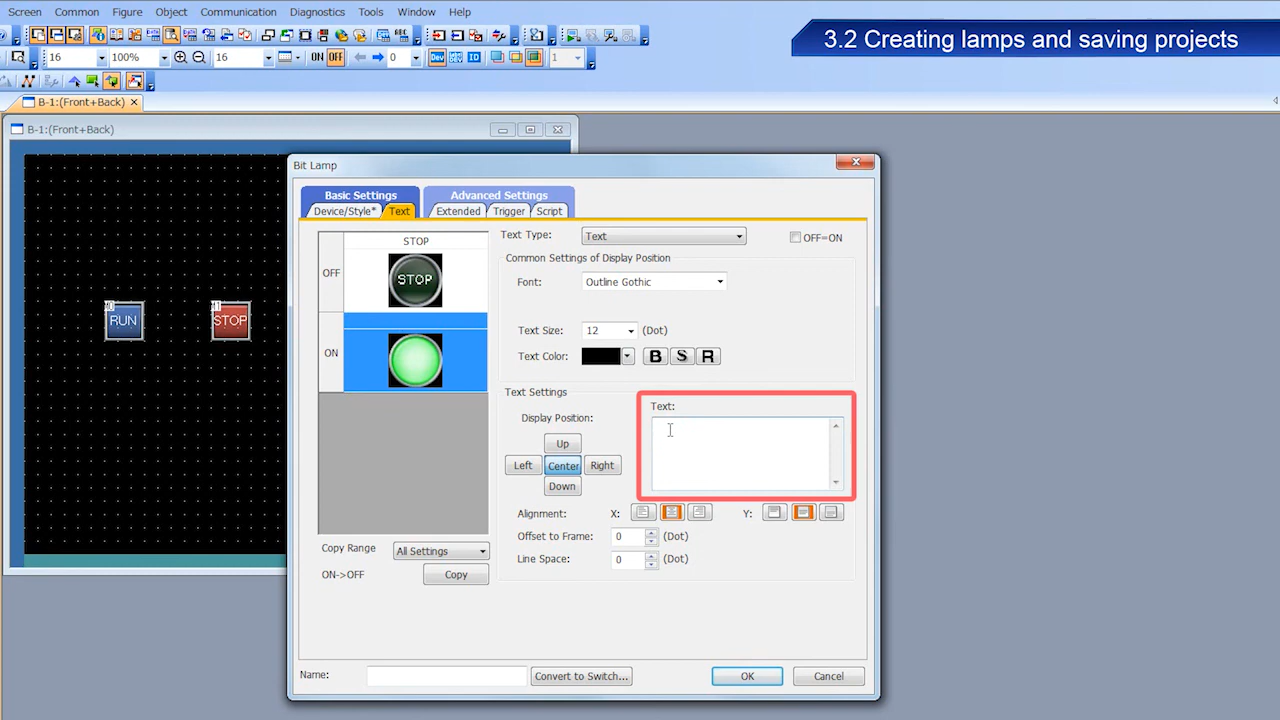 Screen Common Figure Object Communication Diagnostics Tools Window Help
3.2 Creating lamps and saving projects
16 100% 16 ON OFF 0 Dev ID 1
B-1:(Front+Back)
B-1:(Front+Back)
Bit Lamp
Basic Settings Advanced Settings
Device/Style* Text Extended Trigger Script
STOP
OFF STOP
ON
Text Type: Text OFF=ON
Common Settings of Display Position
Font: Outline Gothic
Text Size: 12 (Dot)
Text Color: B S R
Text Settings
Display Position:
Up
Left Center Right
Down
Text:
Alignment: X: Y:
Offset to Frame: 0 (Dot)
Line Space: 0 (Dot)
Copy Range All Settings
ON->OFF Copy
Name: Convert to Switch... OK Cancel
RUN STOP